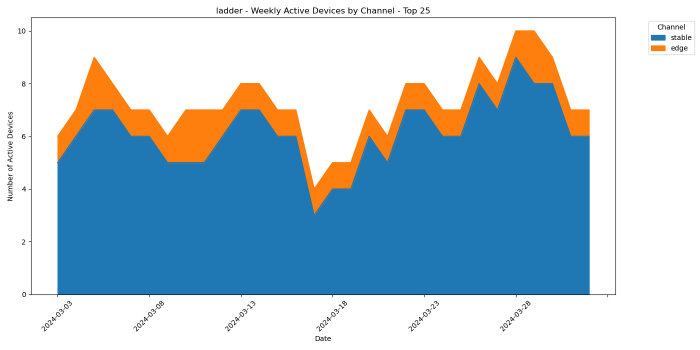 ladder - Weekly Active Devices by Channel - Top 25
Number of Active Devices
10
8
6
4
2
0
2024-03-03
2024-03-08
2024-03-13
2024-03-18
2024-03-23
2024-03-28
Date
Channel
stable
edge